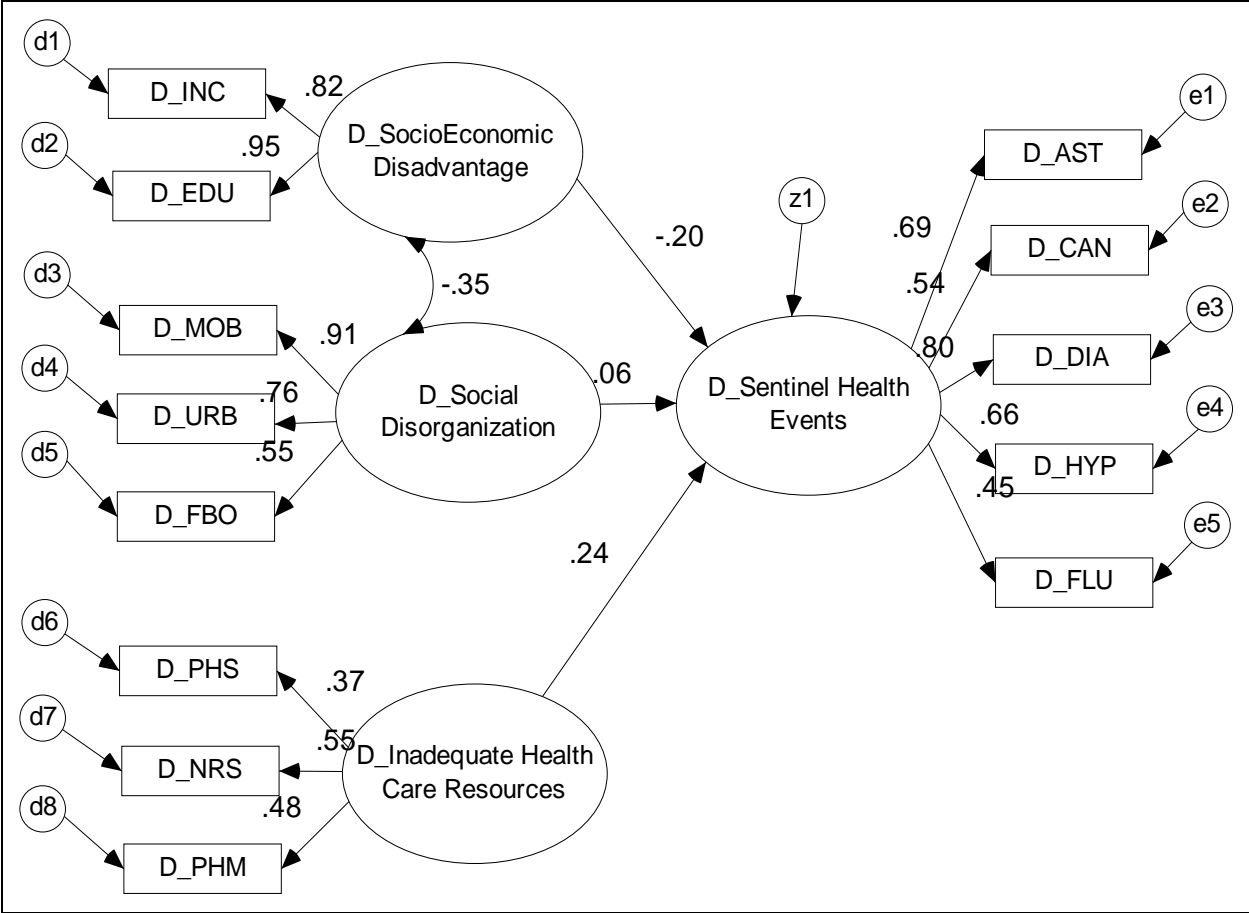 d1
D_INC
.82
d2
.95
D_EDU
D_SocioEconomic
Disadvantage
-.35
d3
D_MOB
.91
d4
D_URB
.76
d5
.55
D_FBO
D_Social
Disorganization
d6
D_PHS
.37
d7
D_NRS
.55
d8
.48
D_PHM
D_Inadequate Health
Care Resources
-.20
.06
.24
z1
D_Sentinel Health
Events
.69
.54
.80
.66
.45
e1
D_AST
e2
D_CAN
e3
D_DIA
e4
D_HYP
e5
D_FLU